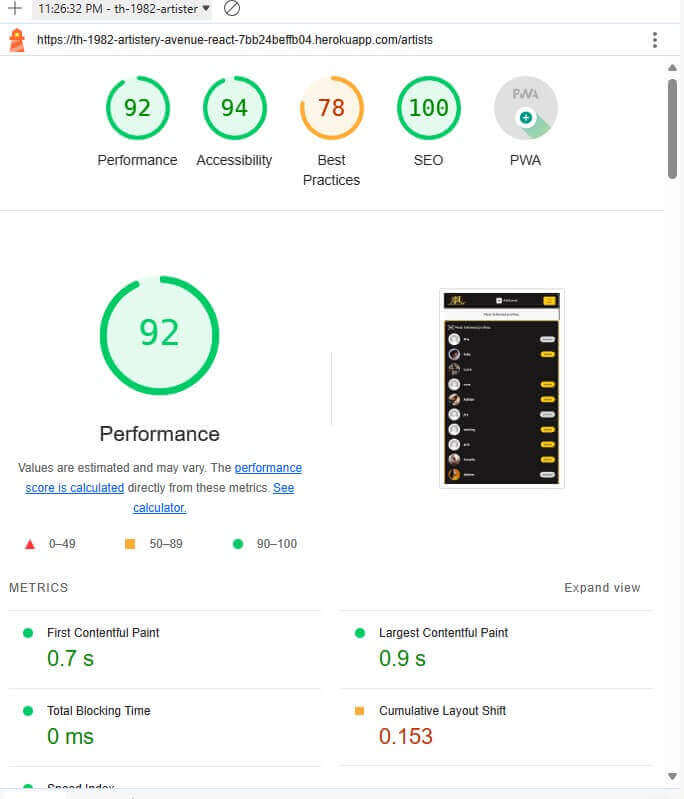 11:26:32 PM - th-1982-artister
https://th-1982-artistery-avenue-react-7bb24beffb04.herokuapp.com/artists
92
94
78
100
PWA
Performance
Accessibility
Best
Practices
SEO
PWA
92
Performance
Values are estimated and may vary. The performance
score is calculated directly from these metrics. See
calculator.
0–49
50–89
90–100
METRICS
Expand view
First Contentful Paint
0.7 s
Largest Contentful Paint
0.9 s
Total Blocking Time
0 ms
Cumulative Layout Shift
0.153
Speed Index